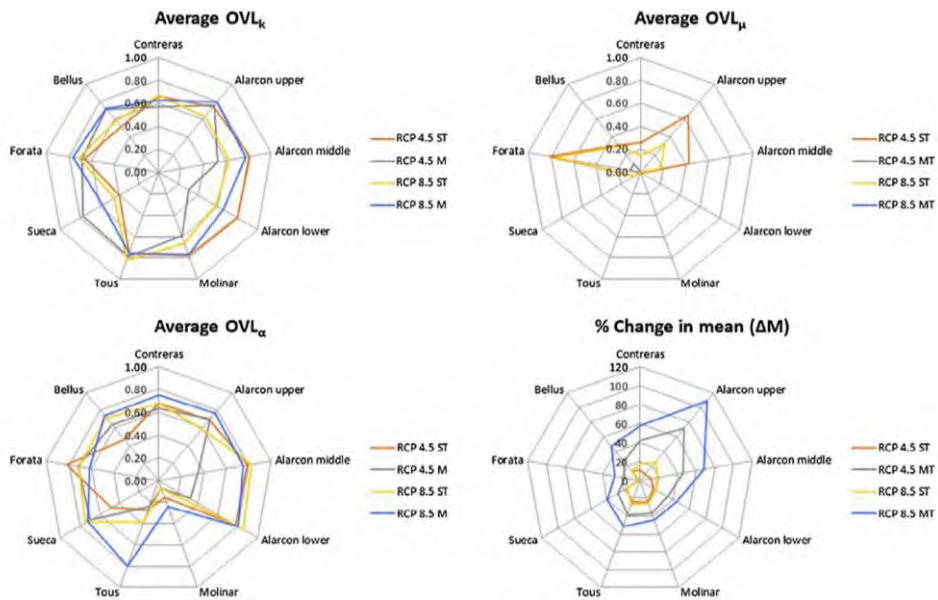 Average OVLk
Contreras
1.00
0.80
0.60
0.40
0.20
0.00
Bellus
Alarcon upper
Forata
Alarcon middle
Sueca
Alarcon lower
Tous
Molinar
RCP 4.5 ST
RCP 4.5 M
RCP 8.5 ST
RCP 8.5 M
Average OVLμ
Contreras
1.00
0.80
0.60
0.40
0.20
0.00
Bellus
Alarcon upper
Forata
Alarcon middle
Sueca
Alarcon lower
Tous
Molinar
RCP 4.5 ST
RCP 4.5 MT
RCP 8.5 ST
RCP 8.5 MT
Average OVLα
Contreras
1.00
0.80
0.60
0.40
0.20
0.00
Bellus
Alarcon upper
Forata
Alarcon middle
Sueca
Alarcon lower
Tous
Molinar
RCP 4.5 ST
RCP 4.5 M
RCP 8.5 ST
RCP 8.5 M
% Change in mean (ΔM)
Contreras
120
100
80
60
40
20
0
Bellus
Alarcon upper
Forata
Alarcon middle
Sueca
Alarcon lower
Tous
Molinar
RCP 4.5 ST
RCP 4.5 MT
RCP 8.5 ST
RCP 8.5 MT